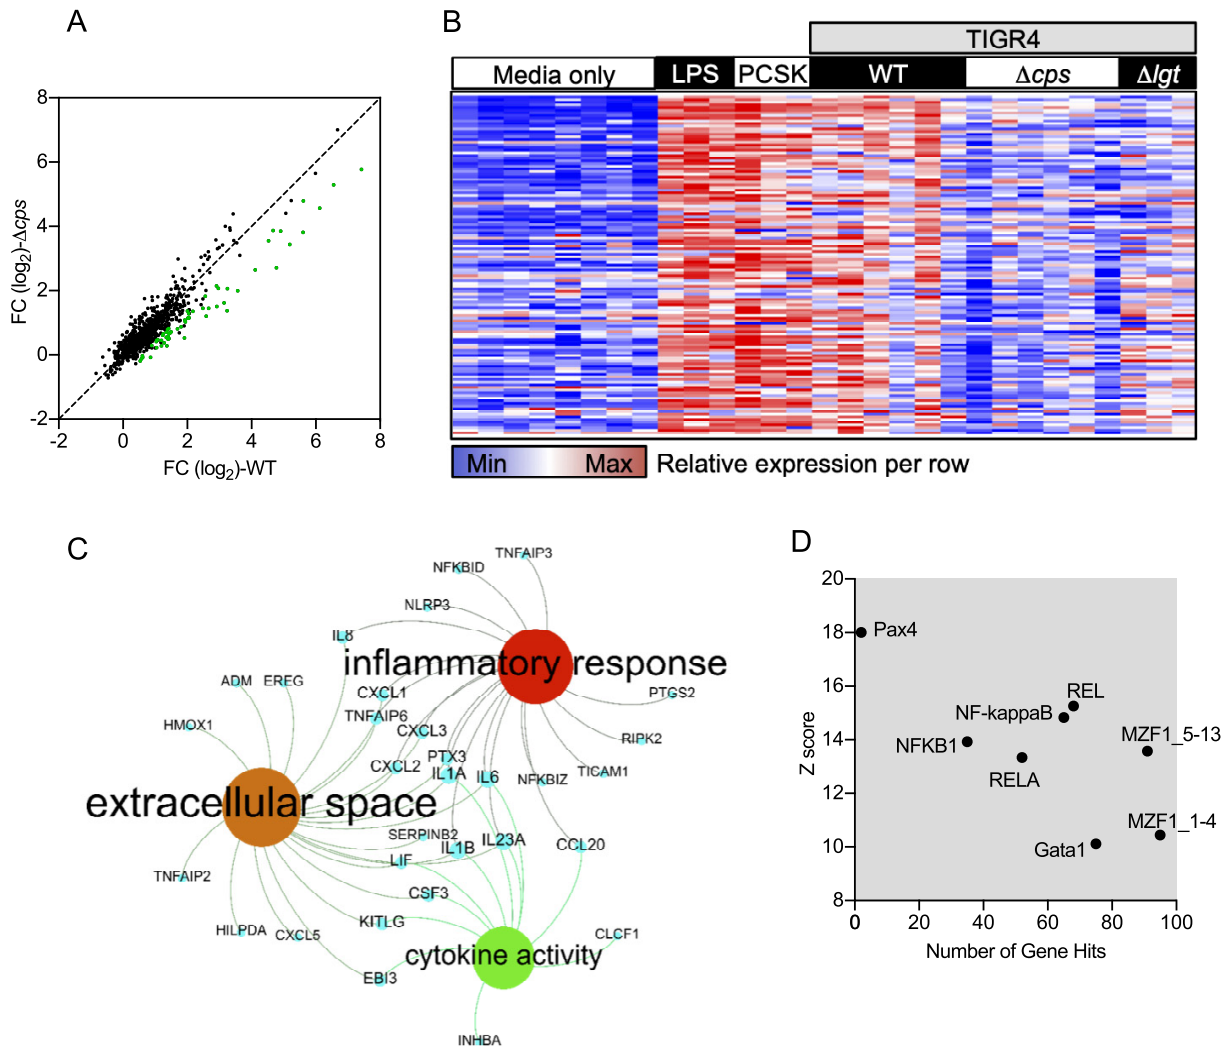 A
8
6
4
2
0
-2
-2
0
2
4
6
8
FC (log2)-Δcps
FC (log2)-WT
B
TIGR4
Media only
LPS
PCSK
WT
Δcps
Δlgt
Min
Max
Relative expression per row
C
TNFAIP3
NFKBID
NLRP3
IL8
inflammatory response
ADM
EREG
CXCL1
PTGS2
TNFAIP6
HMOX1
CXCL3
RIPK2
PTX3
CXCL2
IL1A
IL6
NFKBIZ
TICAM1
extracellular space
SERPINB2
IL1B
IL23A
CCL20
LIF
TNFAIP2
CSF3
KITLG
HILPDA
CXCL5
CLCF1
cytokine activity
EBI3
INHBA
D
20
18
16
14
12
10
8
0
20
40
60
80
100
Z score
Number of Gene Hits
Pax4
REL
NF-kappaB
NFKB1
RELA
MZF1_5-13
MZF1_1-4
Gata1